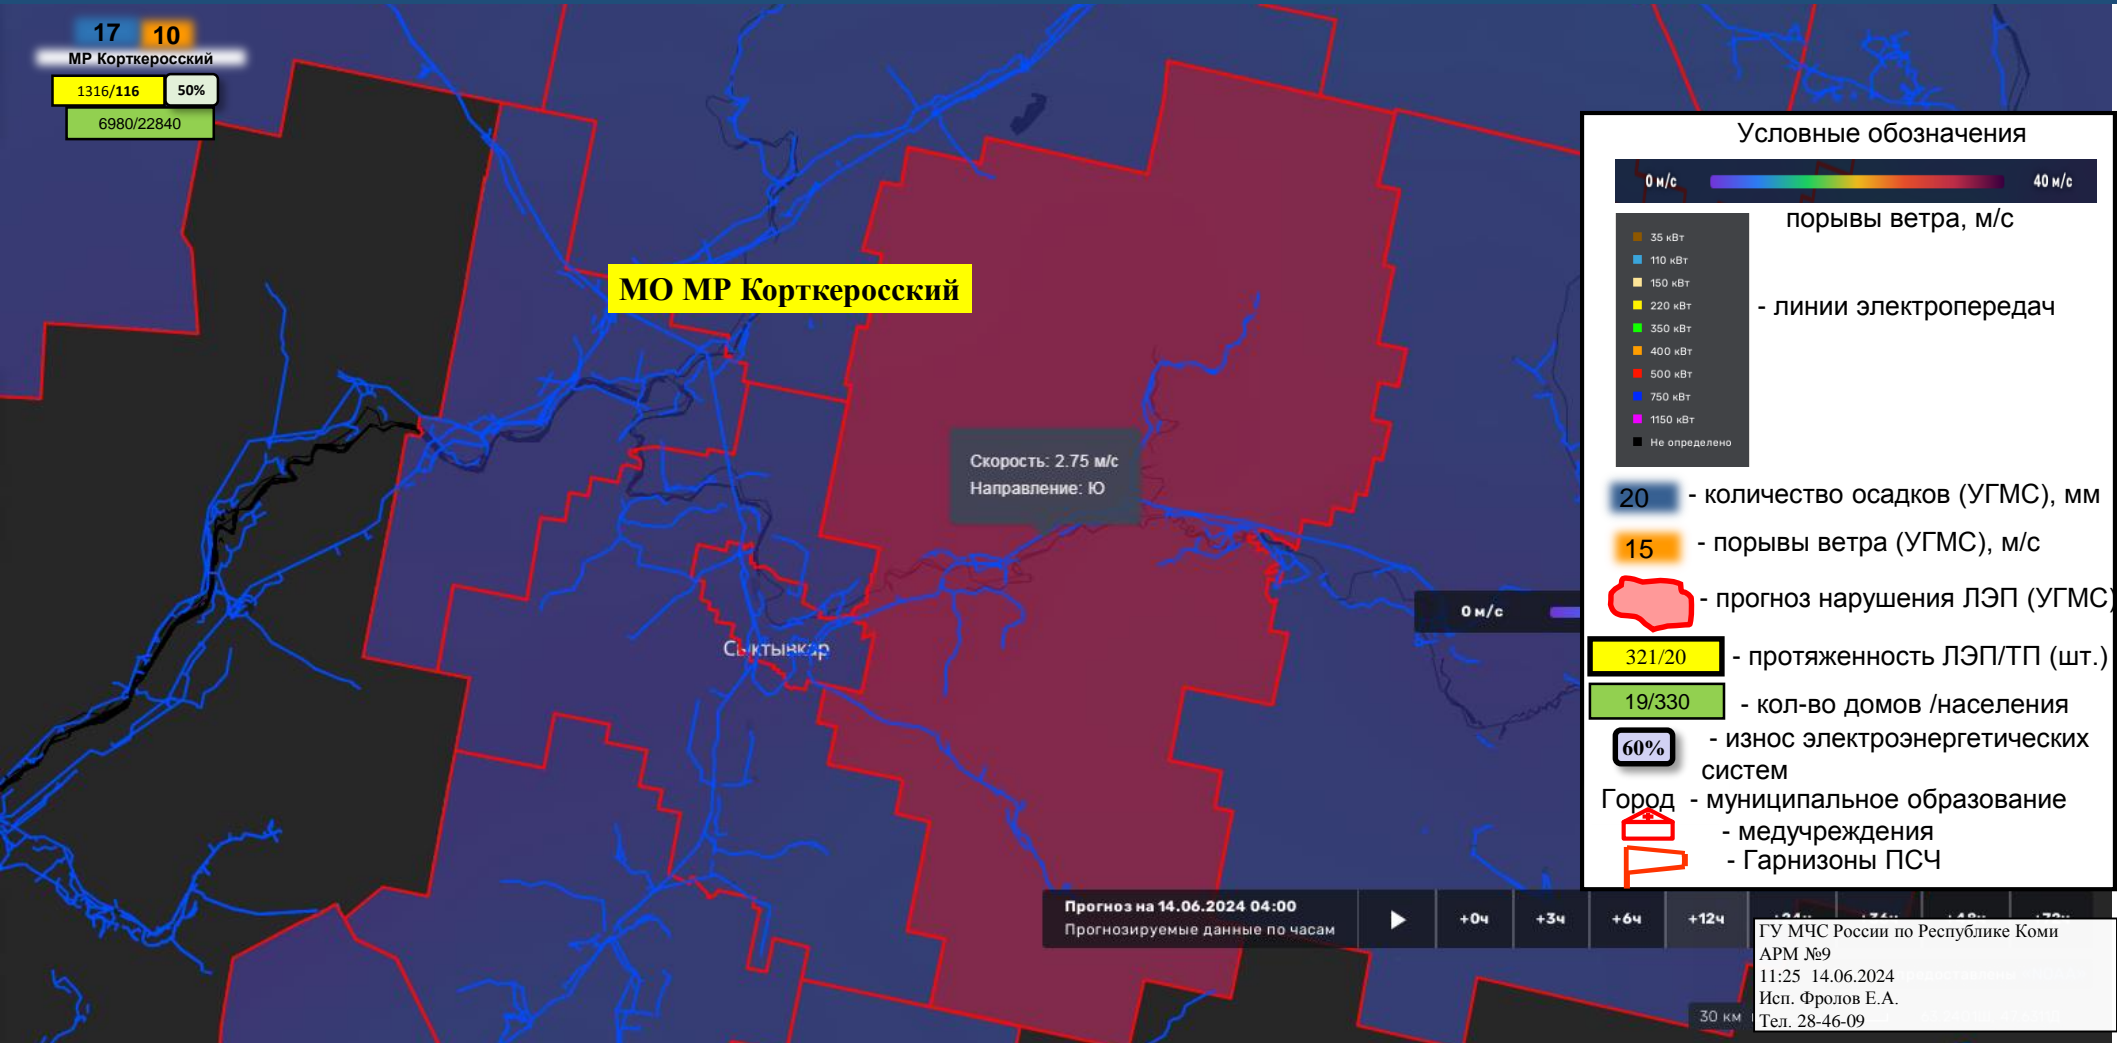 17 10
МР Корткеросский
1316/116 50%
6980/22840
МО МР Корткеросский
Скорость: 2.75 м/с
Направление: Ю
Сыктывкар
0 м/с
Прогноз на 14.06.2024 04:00
Прогнозируемые данные по часам
+0ч +3ч +6ч +12ч
30 км
Условные обозначения
0 м/с 40 м/с
порывы ветра, м/с
35 кВт
110 кВт
150 кВт
220 кВт
350 кВт
400 кВт
500 кВт
750 кВт
1150 кВт
Не определено
- линии электропередач
20 - количество осадков (УГМС), мм
15 - порывы ветра (УГМС), м/с
- прогноз нарушения ЛЭП (УГМС)
321/20 - протяженность ЛЭП/ТП (шт.)
19/330 - кол-во домов /населения
60% - износ электроэнергетических
систем
Город - муниципальное образование
- медучреждения
- Гарнизоны ПСЧ
ГУ МЧС России по Республике Коми
АРМ №9
11:25 14.06.2024
Исп. Фролов Е.А.
Тел. 28-46-09